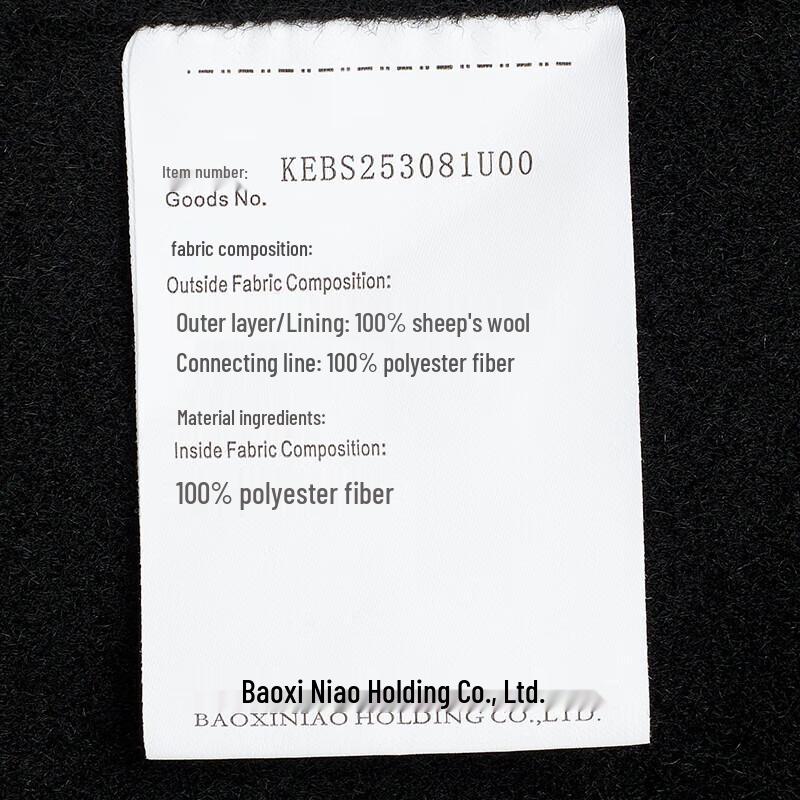 Item number: KEBS253081U00
Goods No.
fabric composition:
Outside Fabric Composition:
Outer layer/Lining: 100% sheep's wool
Connecting line: 100% polyester fiber
Material ingredients:
Inside Fabric Composition:
100% polyester fiber
Baoxi Niao Holding Co., Ltd.
BAOXINIAO HOLDING CO.,LTD.